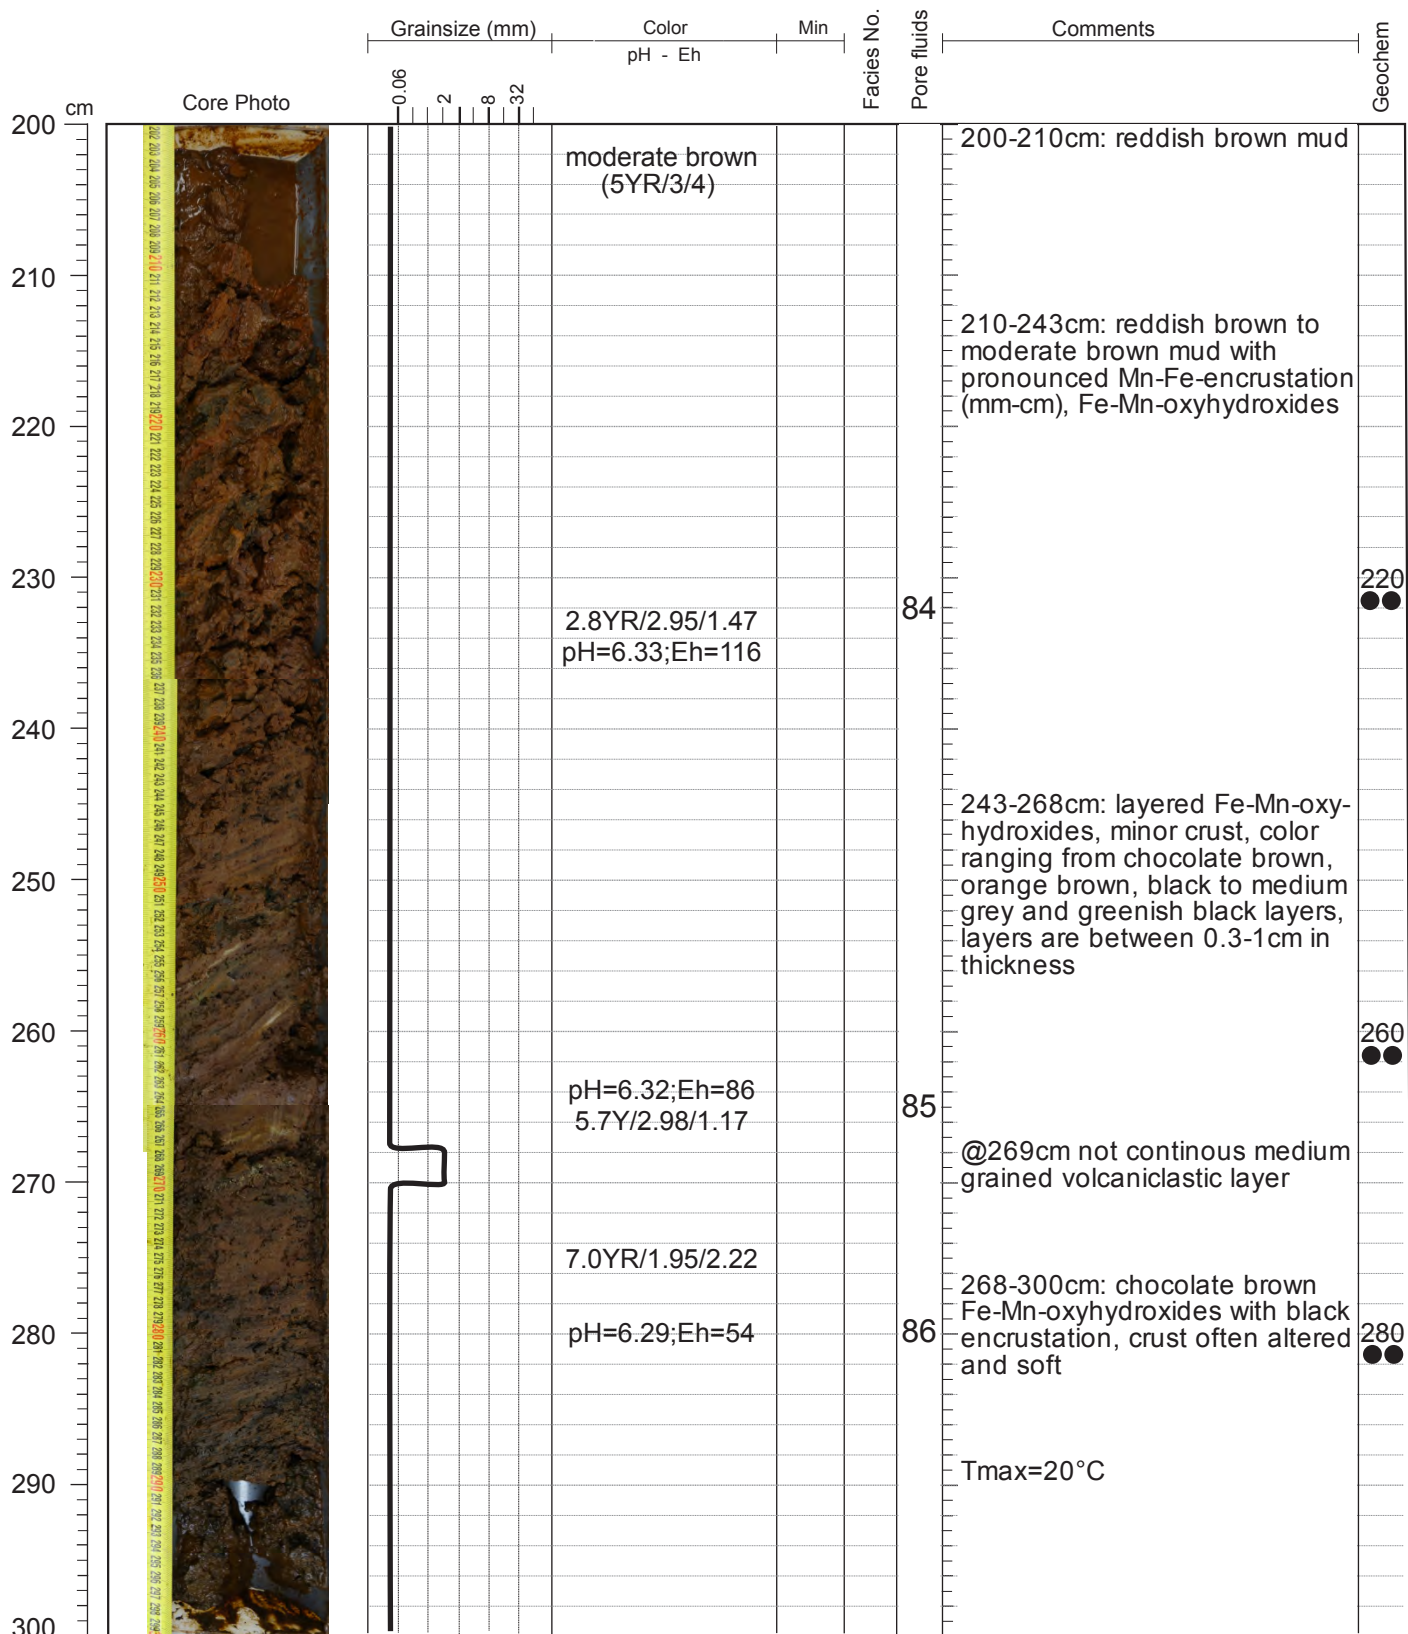 Grainsize (mm)
Color
Min
pH - Eh
Facies No.
Pore fluids
Comments
Geochem
cm
Core Photo
0.06
2
8
32
200
moderate brown
(5YR/3/4)
200-210cm: reddish brown mud
210
210-243cm: reddish brown to
moderate brown mud with
pronounced Mn-Fe-encrustation
(mm-cm), Fe-Mn-oxyhydroxides
220
230
220
84
2.8YR/2.95/1.47
pH=6.33;Eh=116
240
243-268cm: layered Fe-Mn-oxy-
hydroxides, minor crust, color
ranging from chocolate brown,
orange brown, black to medium
grey and greenish black layers,
layers are between 0.3-1cm in
thickness
250
260
260
pH=6.32;Eh=86
5.7Y/2.98/1.17
85
@269cm not continous medium
grained volcaniclastic layer
270
7.0YR/1.95/2.22
268-300cm: chocolate brown
Fe-Mn-oxyhydroxides with black
encrustation, crust often altered
and soft
280
pH=6.29;Eh=54
86
280
290
Tmax=20°C
300